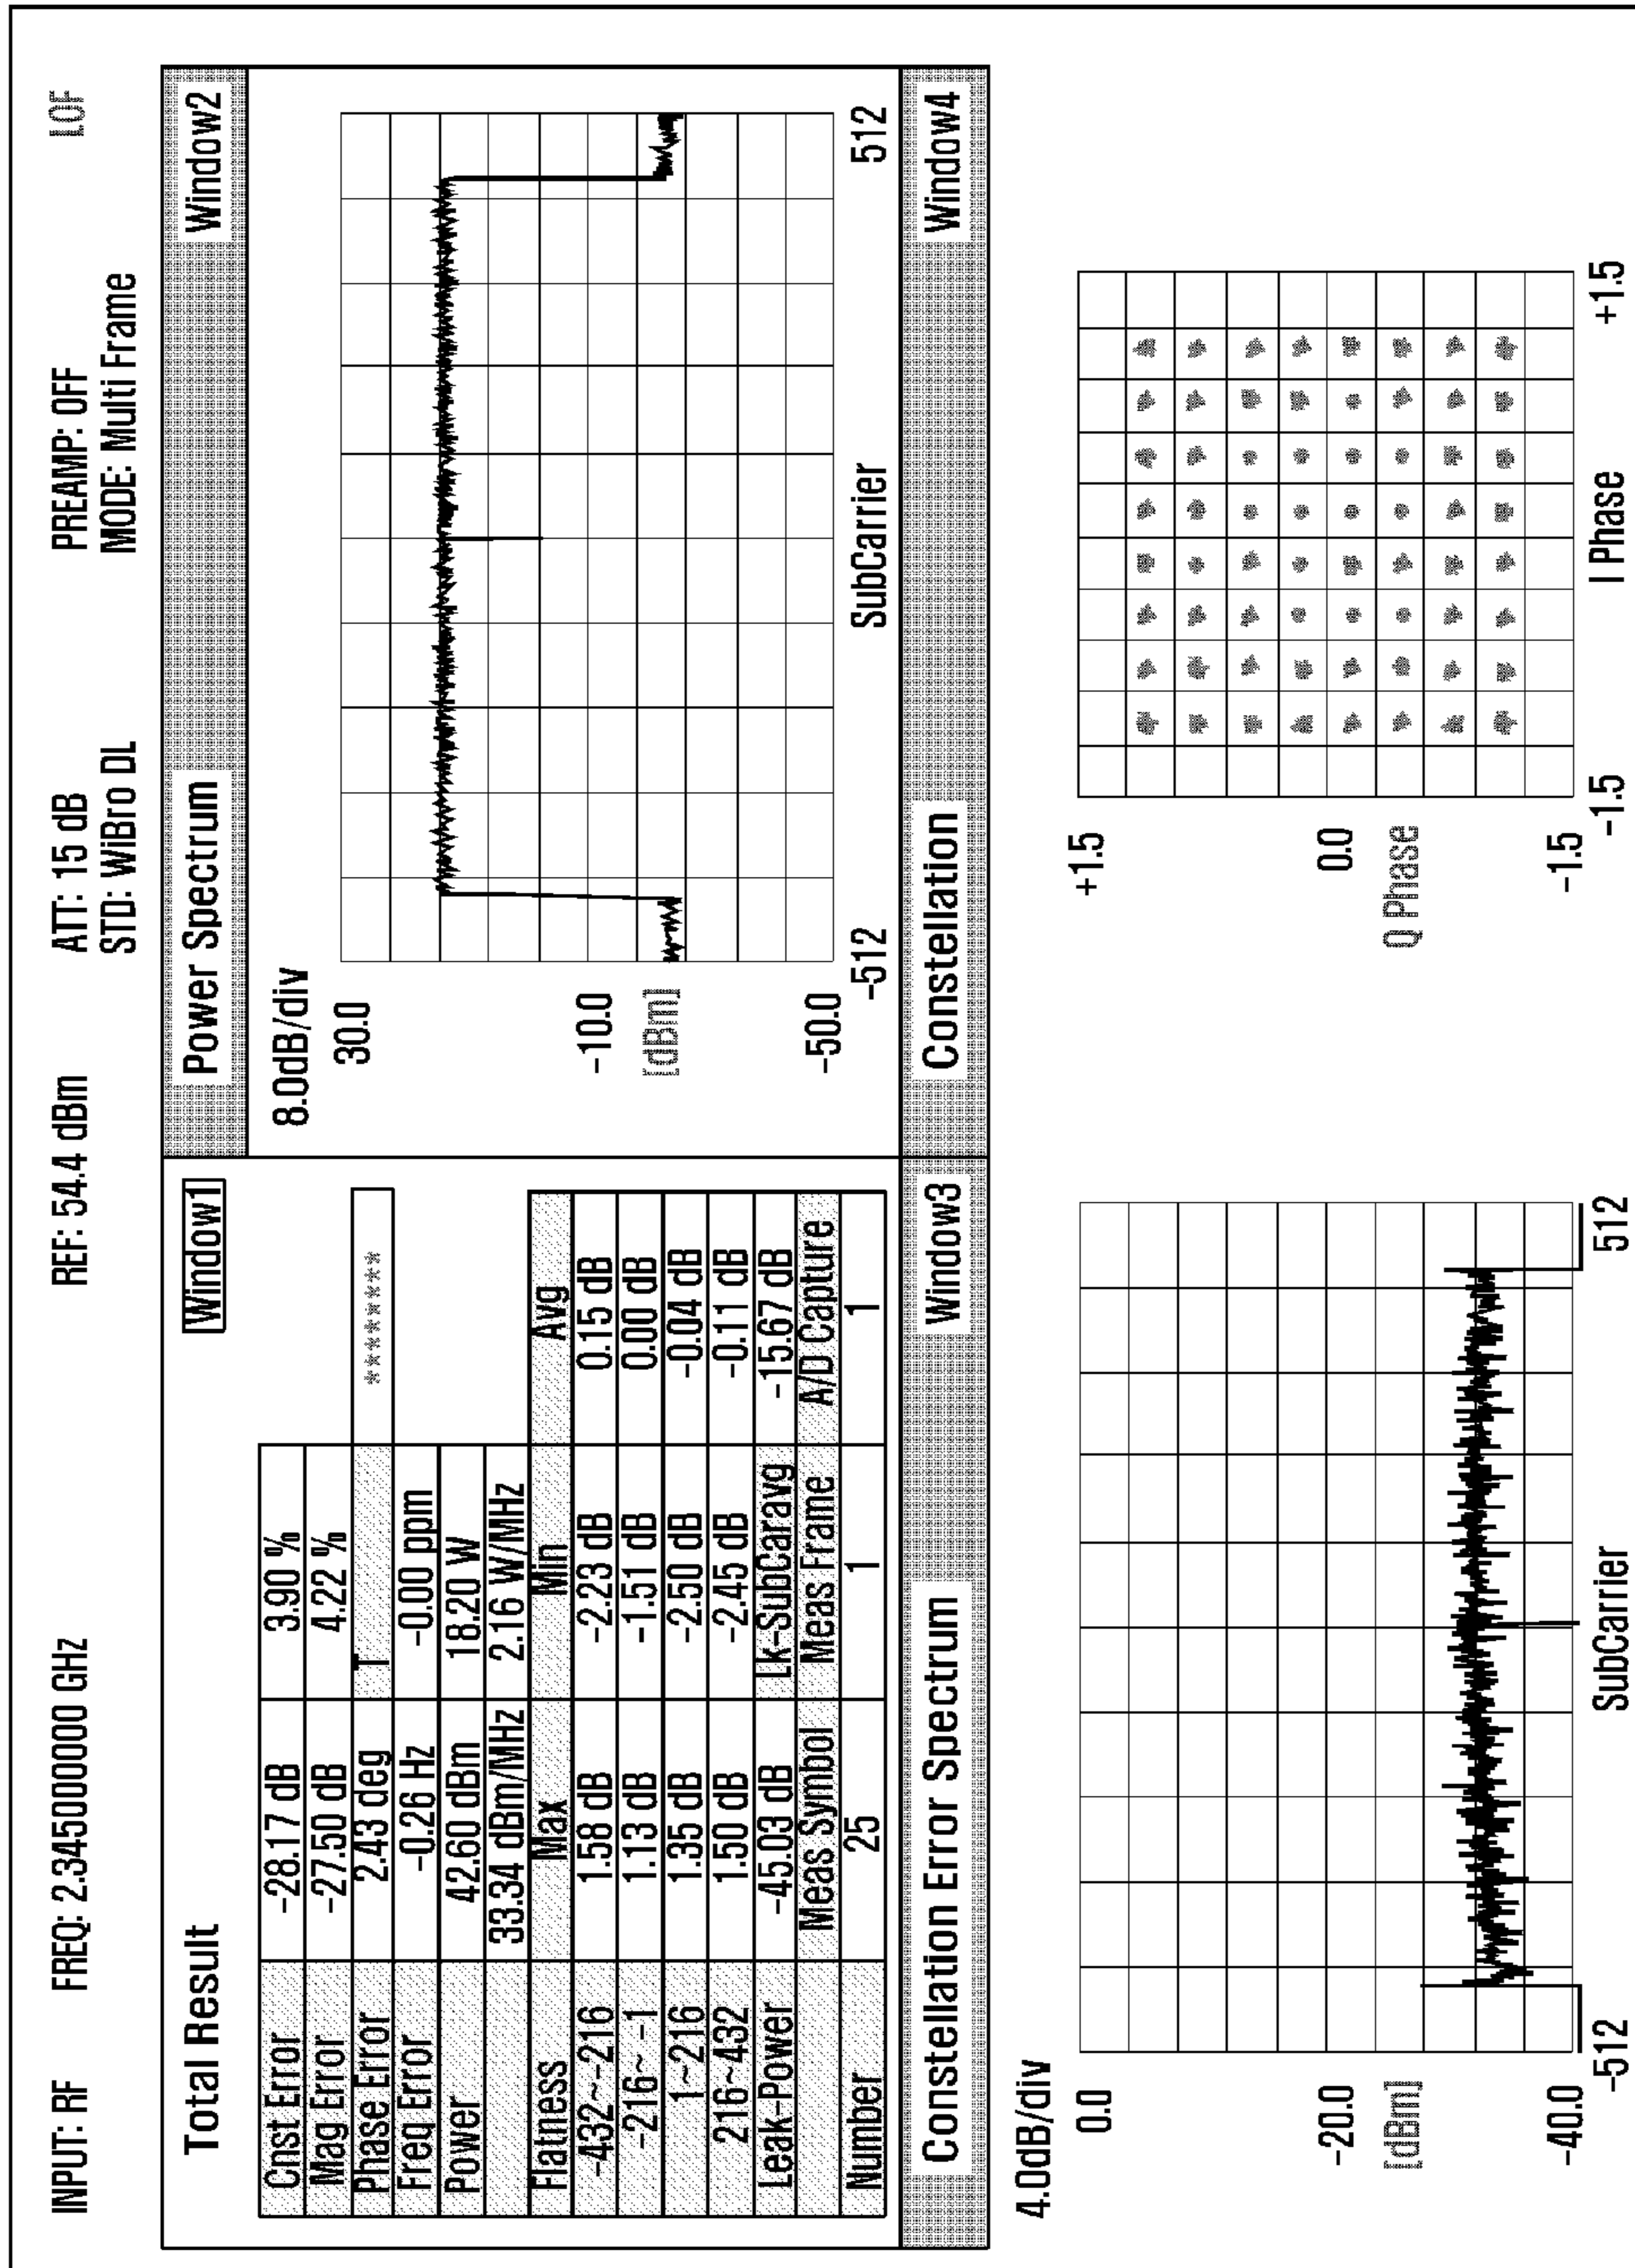 INPUT: RF FREQ: 2.345000000 GHz REF: 54.4 dBm ATT: 15 dB PREAMP: OFF LOF
STD: WiBro DL MODE: Multi Frame
Total Result Window1
Cnst Error -28.17 dB 3.90 %
Mag Error -27.50 dB 4.22 %
Phase Error 2.43 deg T ********
Freq Error -0.26 Hz -0.00 ppm
Power 42.60 dBm 18.20 W
33.34 dBm/MHz 2.16 W/MHz
Flatness Max Min Avg
-432~-216 1.58 dB -2.23 dB 0.15 dB
-216~-1 1.13 dB -1.51 dB 0.00 dB
1~216 1.35 dB -2.50 dB -0.04 dB
216~432 1.50 dB -2.45 dB -0.11 dB
Leak-Power -45.03 dB Lk-SubCaravg -15.67 dB
Meas Symbol Meas Frame A/D Capture
Number 25 1 1
Power Spectrum Window2
8.0dB/div
30.0
-10.0
[dBm]
-50.0
-512 SubCarrier 512
Constellation Error Spectrum Window3
4.0dB/div
0.0
-20.0
[dBm]
-40.0
-512 SubCarrier 512
Constellation Window4
+1.5
0.0
Q Phase
-1.5
-1.5 I Phase +1.5